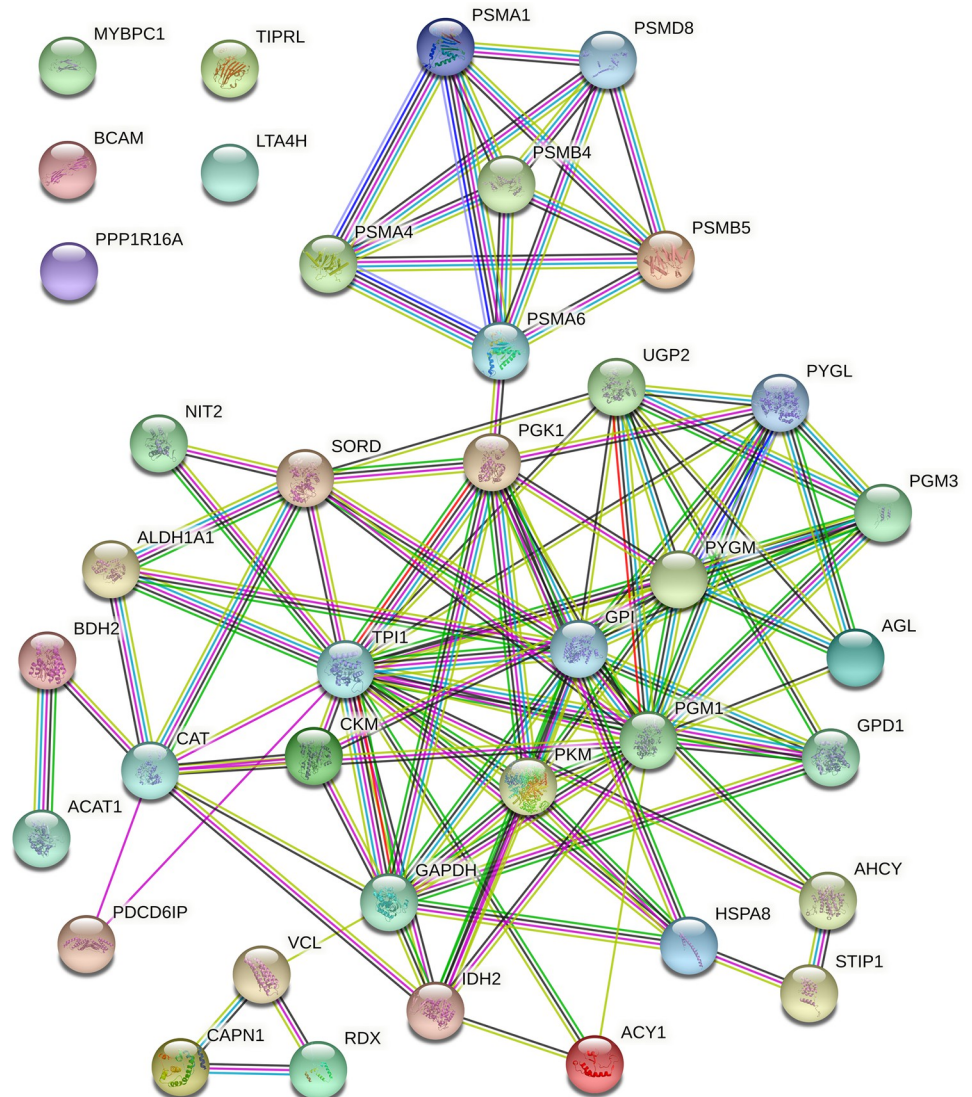 PSMA1
PSMD8
MYBPC1
TIPRL
BCAM
LTA4H
PSMB4
PSMB5
PSMA4
PPP1R16A
PSMA6
UGP2
PYGL
NIT2
SORD
PGK1
PGM3
ALDH1A1
PYGM
BDH2
TPI1
GPI
AGL
CAT
CKM
PGM1
PKM
GPD1
ACAT1
GAPDH
AHCY
PDCD6IP
VCL
HSPA8
STIP1
IDH2
CAPN1
RDX
ACY1